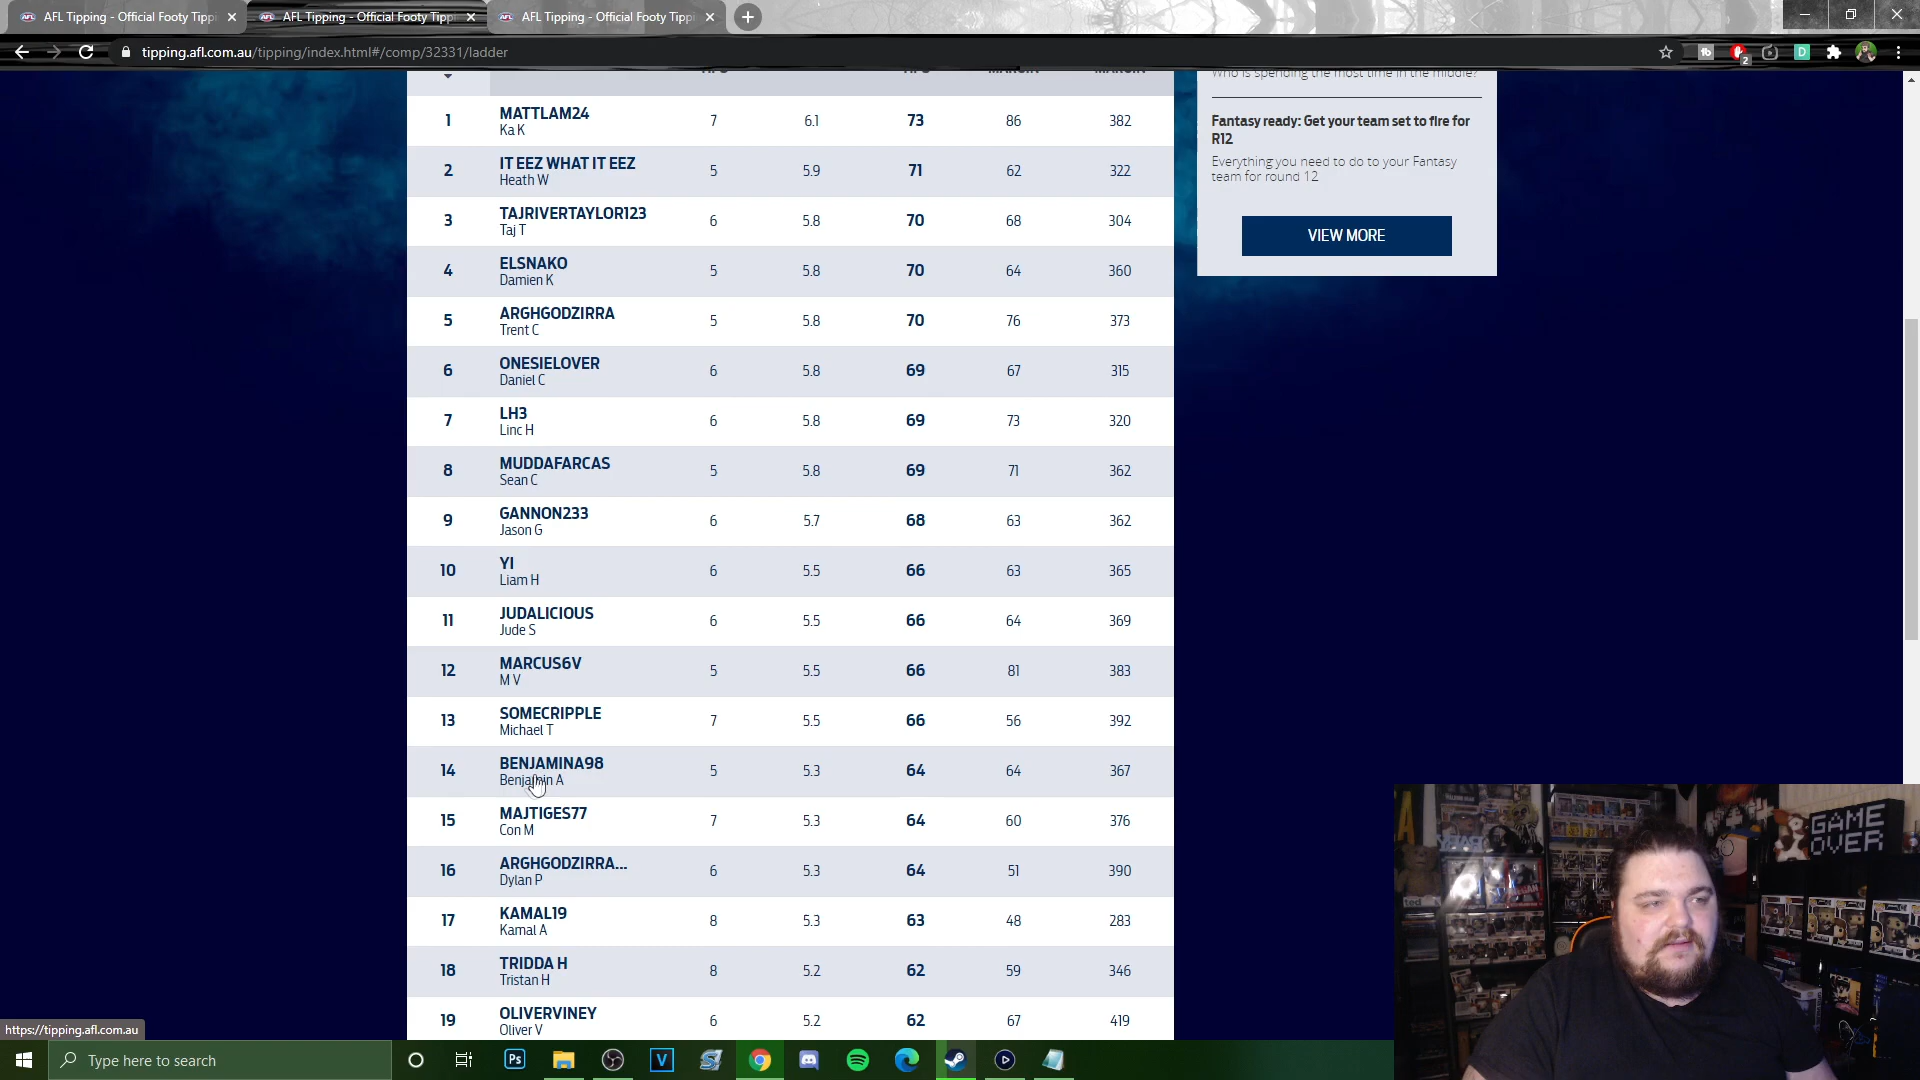 AFL Tipping - Official Footy Tippi
AFL Tipping - Official Footy Tippi
AFL Tipping - Official Footy Tippi
tipping.afl.com.au/tipping/index.html#/comp/32331/ladder
Who is spending the most time in the middle?
Fantasy ready: Get your team set to fire for
R12
Everything you need to do to your Fantasy
team for round 12
VIEW MORE
1 MATTLAM24 7 6.1 73 86 382
Ka K
2 IT EEZ WHAT IT EEZ 5 5.9 71 62 322
Heath W
3 TAJRIVERTAYLOR123 6 5.8 70 68 304
Taj T
4 ELSNAKO 5 5.8 70 64 360
Damien K
5 ARGHGODZIRRA 5 5.8 70 76 373
Trent C
6 ONESIELOVER 6 5.8 69 67 315
Daniel C
7 LH3 6 5.8 69 73 320
Linc H
8 MUDDAFARCAS 5 5.8 69 71 362
Sean C
9 GANNON233 6 5.7 68 63 362
Jason G
10 YI 6 5.5 66 63 365
Liam H
11 JUDALICIOUS 6 5.5 66 64 369
Jude S
12 MARCUS6V 5 5.5 66 81 383
M V
13 SOMECRIPPLE 7 5.5 66 56 392
Michael T
14 BENJAMINA98 5 5.3 64 64 367
Benjamin A
15 MAJTIGES77 7 5.3 64 60 376
Con M
16 ARGHGODZIRRA... 6 5.3 64 51 390
Dylan P
17 KAMAL19 8 5.3 63 48 283
Kamal A
18 TRIDDA H 8 5.2 62 59 346
Tristan H
19 OLIVERVINEY 6 5.2 62 67 419
Oliver V
GAME
OVER
https://tipping.afl.com.au
Type here to search